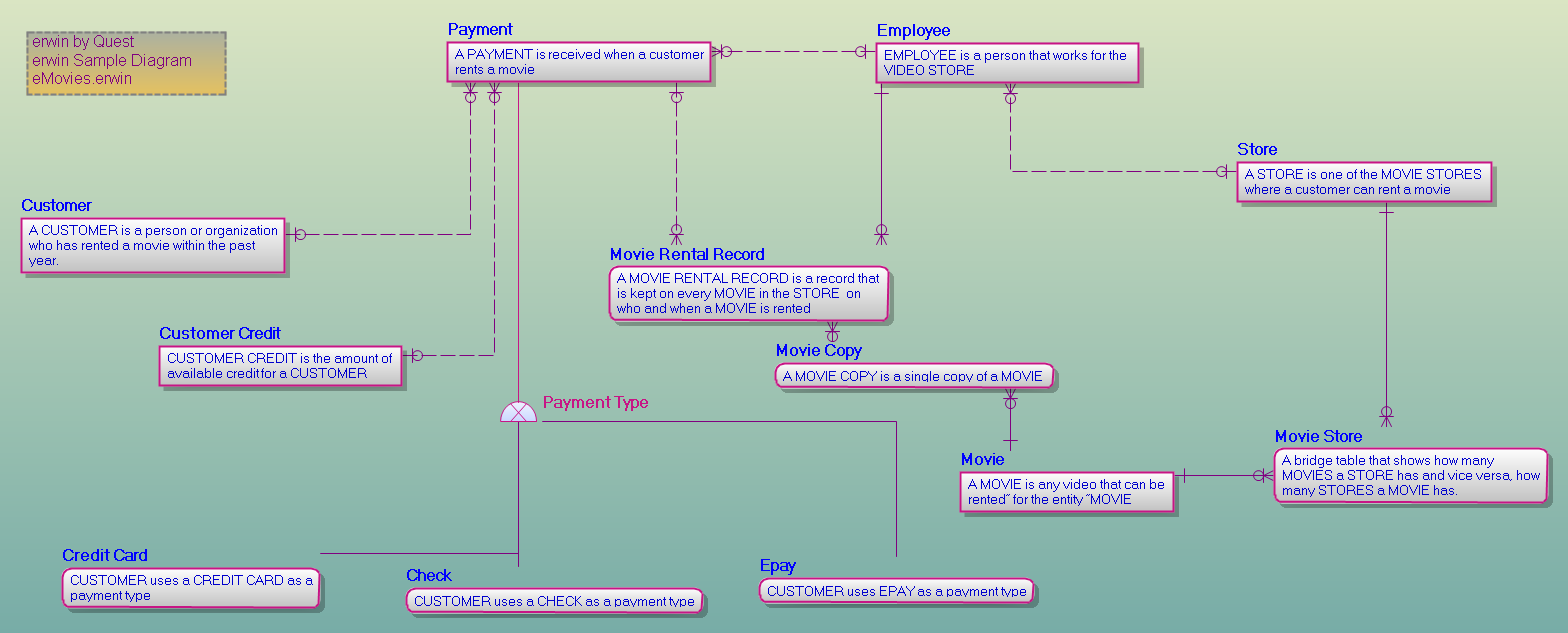 erwin by Quest
erwin Sample Diagram
eMovies.erwin
Payment
A PAYMENT is received when a customer
rents a movie
Employee
EMPLOYEE is a person that works for the
VIDEO STORE
Store
A STORE is one of the MOVIE STORES
where a customer can rent a movie
Customer
A CUSTOMER is a person or organization
who has rented a movie within the past
year.
Movie Rental Record
A MOVIE RENTAL RECORD is a record that
is kept on every MOVIE in the STORE on
who and when a MOVIE is rented
Customer Credit
CUSTOMER CREDIT is the amount of
available credit for a CUSTOMER
Movie Copy
A MOVIE COPY is a single copy of a MOVIE
Payment Type
Movie Store
A bridge table that shows how many
MOVIES a STORE has and vice versa, how
many STORES a MOVIE has.
Movie
A MOVIE is any video that can be
rented˝ for the entity ˝MOVIE
Credit Card
CUSTOMER uses a CREDIT CARD as a
payment type
Check
CUSTOMER uses a CHECK as a payment type
Epay
CUSTOMER uses EPAY as a payment type